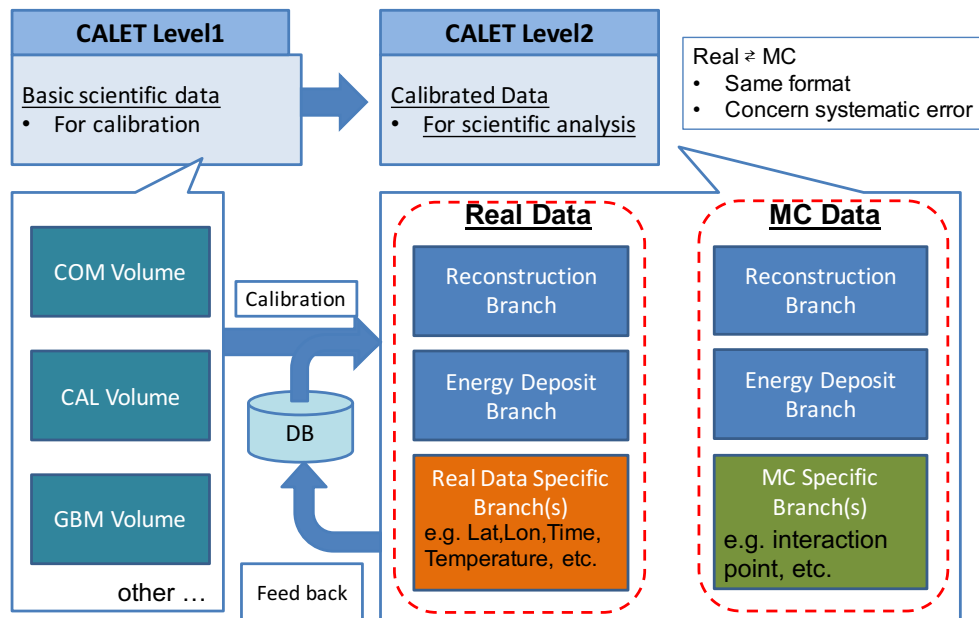 CALET Level1
Basic scientific data
• For calibration
CALET Level2
Calibrated Data
• For scientific analysis
Real ⇄ MC
• Same format
• Concern systematic error
COM Volume
CAL Volume
GBM Volume
other …
Calibration
DB
Feed back
Real Data
Reconstruction
Branch
Energy Deposit
Branch
Real Data Specific
Branch(s)
e.g. Lat,Lon,Time,
Temperature, etc.
MC Data
Reconstruction
Branch
Energy Deposit
Branch
MC Specific
Branch(s)
e.g. interaction
point, etc.